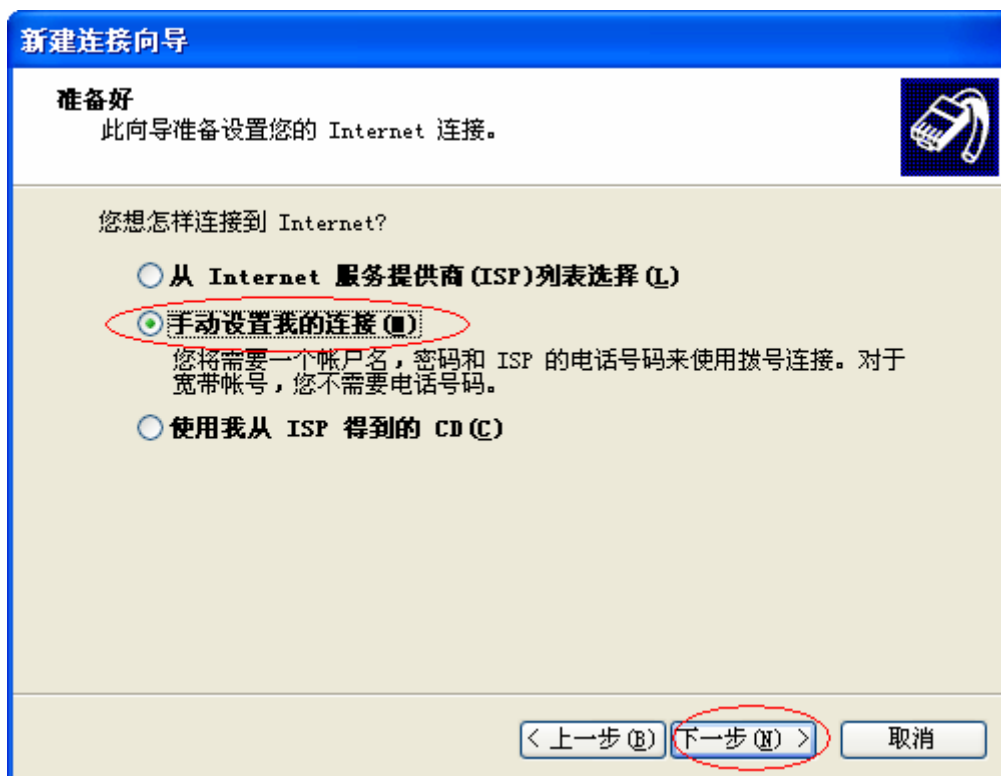 新建连接向导
准备好
此向导准备设置您的 Internet 连接。
您想怎样连接到 Internet?
从 Internet 服务提供商(ISP)列表选择(L)
手动设置我的连接(M)
您将需要一个帐户名，密码和 ISP 的电话号码来使用拨号连接。对于
宽带帐号，您不需要电话号码。
使用我从 ISP 得到的 CD(C)
< 上一步(B) 下一步(N) > 取消